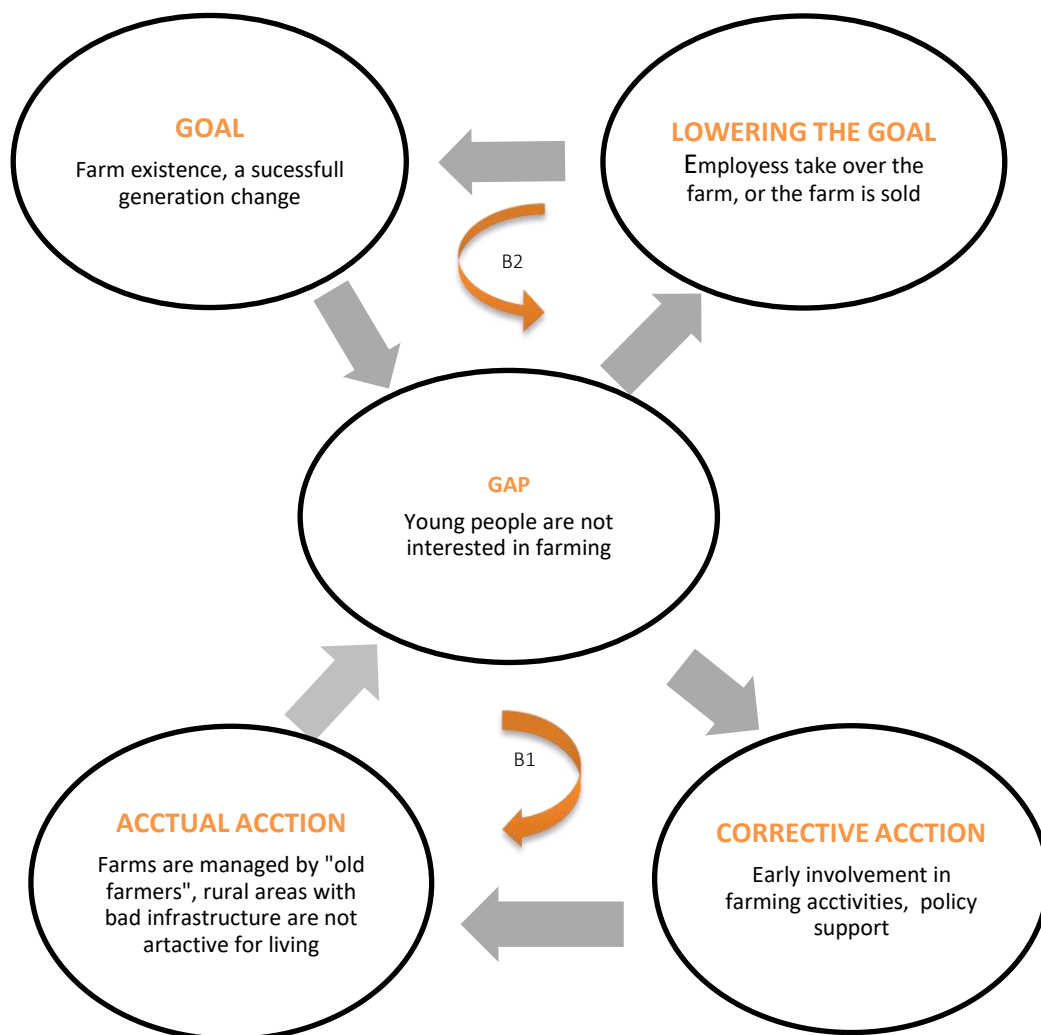 GOAL
Farm existence, a sucessfull
generation change
LOWERING THE GOAL
Employess take over the
farm, or the farm is sold
B2
GAP
Young people are not
interested in farming
B1
ACCTUAL ACCTION
Farms are managed by "old
farmers", rural areas with
bad infrastructure are not
artactive for living
CORRECTIVE ACCTION
Early involvement in
farming acctivities, policy
support